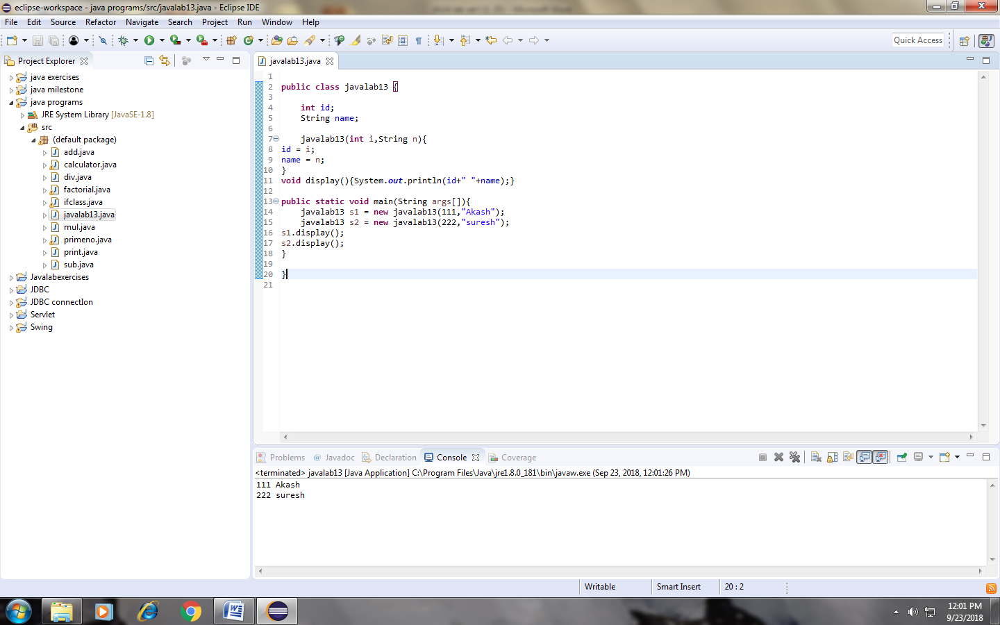 eclipse-workspace - java programs/src/javalab13.java - Eclipse IDE
File Edit Source Refactor Navigate Search Project Run Window Help
Quick Access
Project Explorer
java exercises
java milestone
java programs
JRE System Library [JavaSE-1.8]
src
(default package)
add.java
calculator.java
div.java
factorial.java
ifclass.java
javalab13.java
mul.java
primeno.java
print.java
sub.java
Javalabexercises
JDBC
JDBC connectIon
Servlet
Swing
javalab13.java
1
2 public class javalab13 {
3
4 int id;
5 String name;
6
7 javalab13(int i,String n){
8 id = i;
9 name = n;
10 }
11 void display(){System.out.println(id+" "+name);}
12
13 public static void main(String args[]){
14 javalab13 s1 = new javalab13(111,"Akash");
15 javalab13 s2 = new javalab13(222,"suresh");
16 s1.display();
17 s2.display();
18 }
19
20 }
21
Problems @ Javadoc Declaration Console Coverage
<terminated> javalab13 [Java Application] C:\Program Files\Java\jre1.8.0_181\bin\javaw.exe (Sep 23, 2018, 12:01:26 PM)
111 Akash
222 suresh
Writable Smart Insert 20 : 2
12:01 PM
9/23/2018